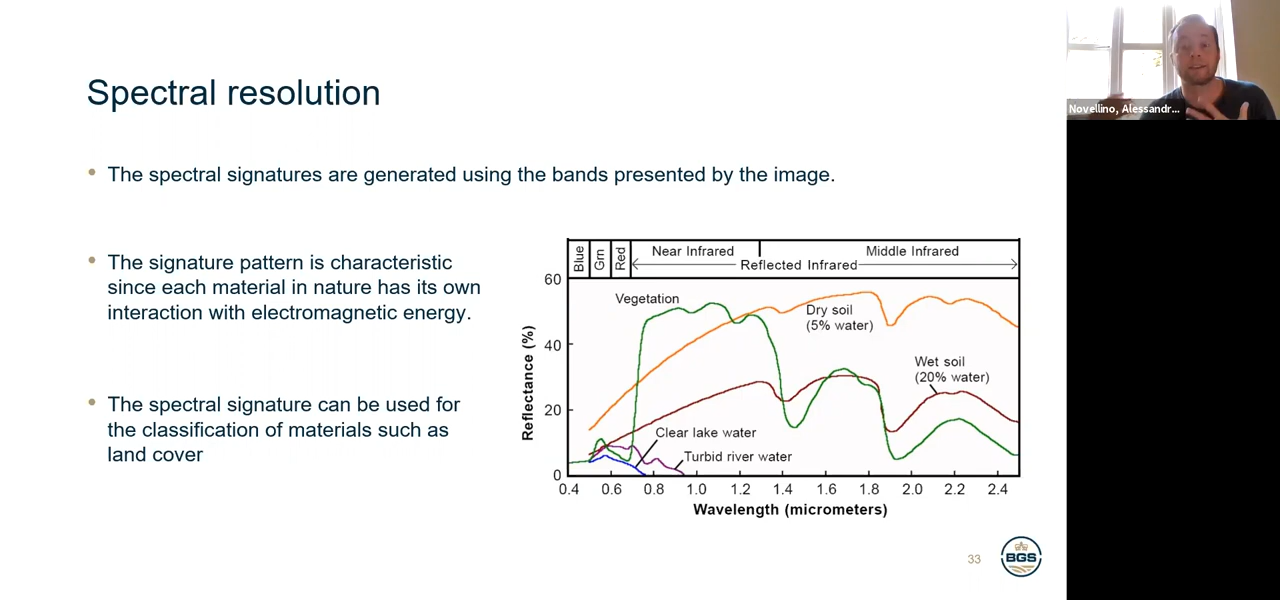 Spectral resolution
• The spectral signatures are generated using the bands presented by the image.
• The signature pattern is characteristic
since each material in nature has its own
interaction with electromagnetic energy.
• The spectral signature can be used for
the classification of materials such as
land cover
Blue
Grn
Red
Near Infrared
Middle Infrared
Reflected Infrared
60
40
20
0
Reflectance (%)
Vegetation
Dry soil
(5% water)
Wet soil
(20% water)
Clear lake water
Turbid river water
0.4 0.6 0.8 1.0 1.2 1.4 1.6 1.8 2.0 2.2 2.4
Wavelength (micrometers)
33
BGS
Novellino, Alessandr...